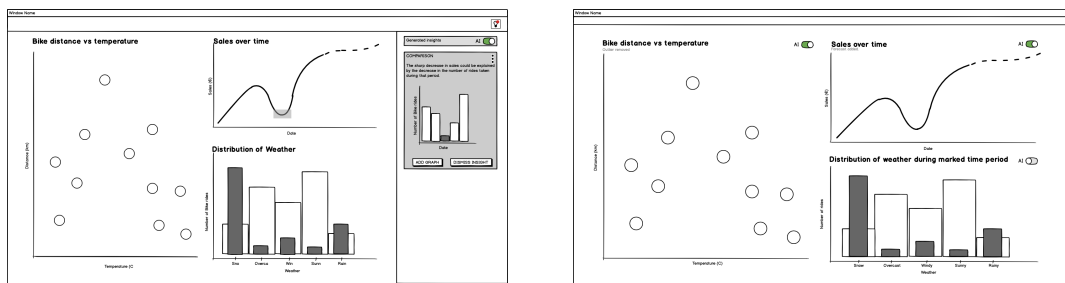 Window Name
Bike distance vs temperature
Distance (km)
Temperature (C
Sales over time
Sales (€)
Date
Distribution of Weather
Number of Bike rides
Sno
Overca
Win
Sunn
Rain
Weather
Generated insights
AI
COMPARISON
The sharp decrease in sales could be explained
by the decrease in the number of rides taken
during that period.
Number of Bike rides
Date
ADD GRAPH
DISMISS INSIGHT
Window Name
Bike distance vs temperature
AI
Outlier removed
Distance (km)
Temperature (C)
Sales over time
AI
Forecast added
Sales (€)
Date
Distribution of weather during marked time period
AI
Number of rides
Snow
Overcast
Windy
Sunny
Rainy
Weather